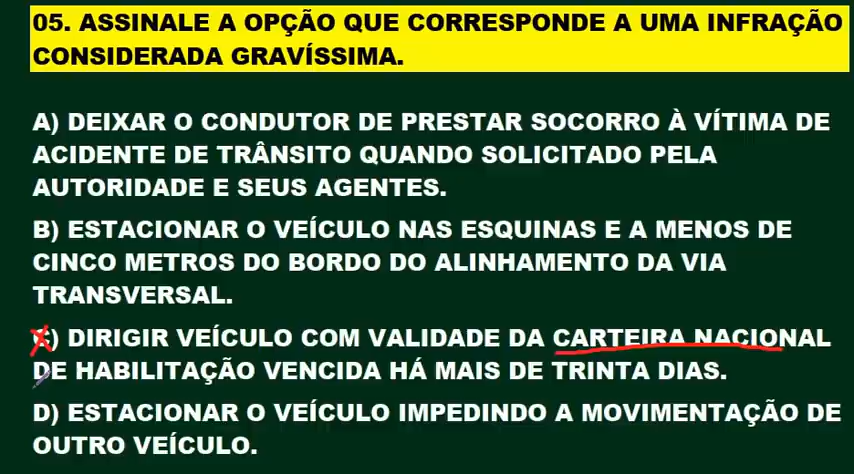 05. ASSINALE A OPÇÃO QUE CORRESPONDE A UMA INFRAÇÃO
CONSIDERADA GRAVÍSSIMA.
A) DEIXAR O CONDUTOR DE PRESTAR SOCORRO À VÍTIMA DE
ACIDENTE DE TRÂNSITO QUANDO SOLICITADO PELA
AUTORIDADE E SEUS AGENTES.
B) ESTACIONAR O VEÍCULO NAS ESQUINAS E A MENOS DE
CINCO METROS DO BORDO DO ALINHAMENTO DA VIA
TRANSVERSAL.
C) DIRIGIR VEÍCULO COM VALIDADE DA CARTEIRA NACIONAL
DE HABILITAÇÃO VENCIDA HÁ MAIS DE TRINTA DIAS.
D) ESTACIONAR O VEÍCULO IMPEDINDO A MOVIMENTAÇÃO DE
OUTRO VEÍCULO.